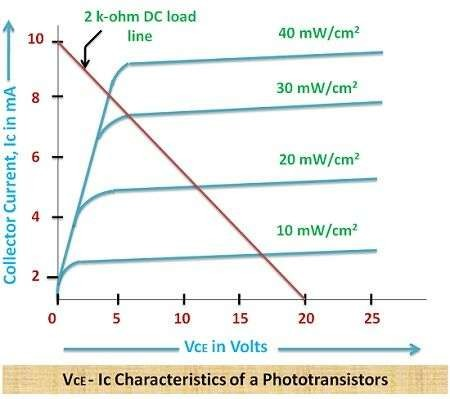 2 k-ohm DC load
line
40 mW/cm²
30 mW/cm²
20 mW/cm²
10 mW/cm²
Collector Current, Ic in mA
10
8
6
4
2
0
5
10
15
20
25
VCE in Volts
VCE - Ic Characteristics of a Phototransistors